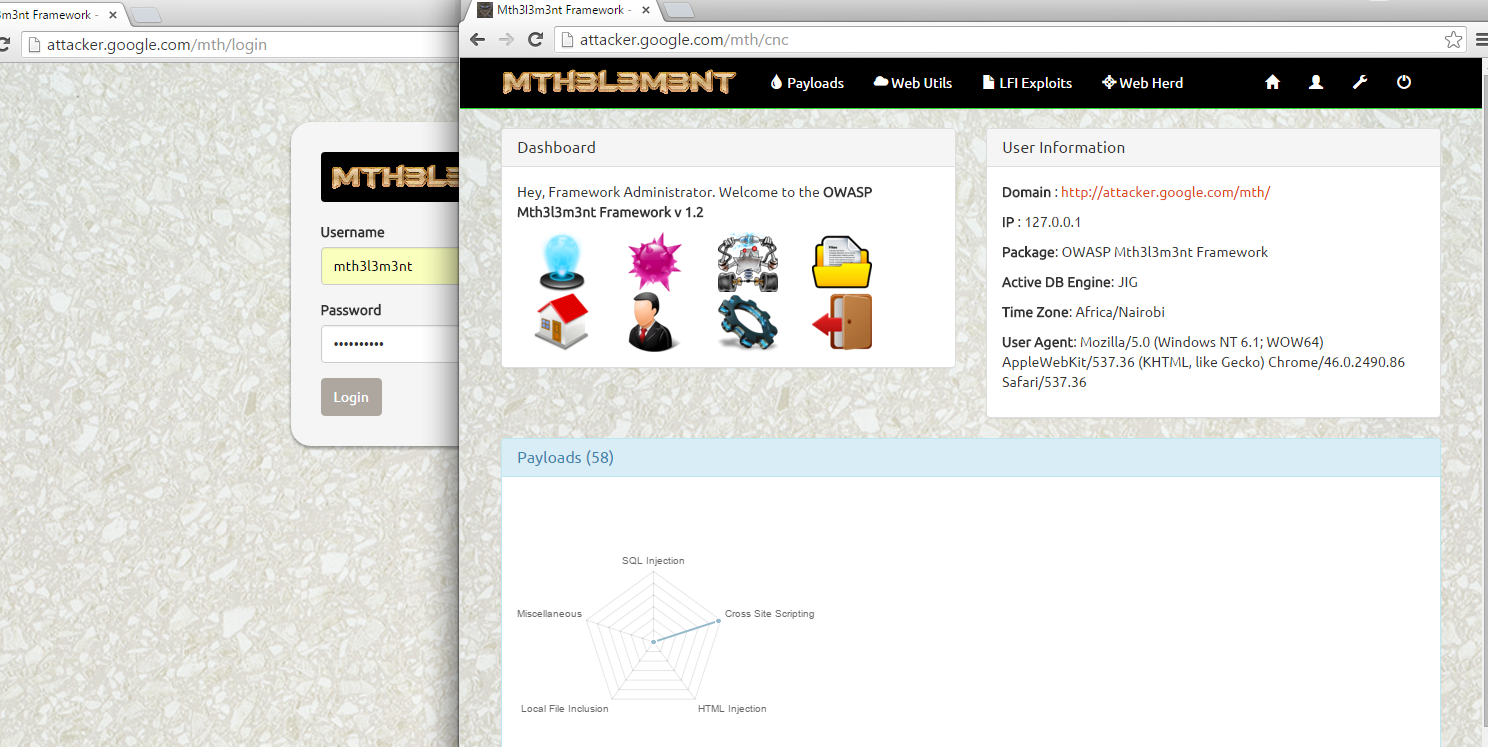 3m3nt Framework -
attacker.google.com/mth/login
MTH3L3
Username
mth3l3m3nt
Password
Login
Mth3l3m3nt Framework -
attacker.google.com/mth/cnc
MTH3L3M3NT
Payloads
Web Utils
LFI Exploits
Web Herd
Dashboard
Hey, Framework Administrator. Welcome to the OWASP
Mth3l3m3nt Framework v 1.2
User Information
Domain : http://attacker.google.com/mth/
IP : 127.0.0.1
Package: OWASP Mth3l3m3nt Framework
Active DB Engine: JIG
Time Zone: Africa/Nairobi
User Agent: Mozilla/5.0 (Windows NT 6.1; WOW64)
AppleWebKit/537.36 (KHTML, like Gecko) Chrome/46.0.2490.86
Safari/537.36
Payloads (58)
SQL Injection
Miscellaneous
Cross Site Scripting
Local File Inclusion
HTML Injection